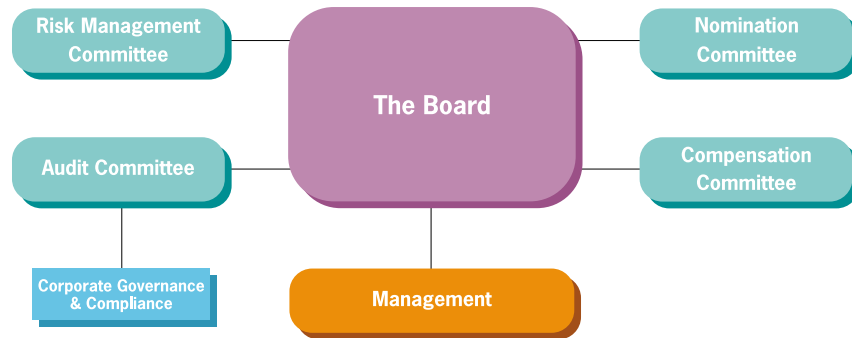 Risk Management
Committee
The Board
Nomination
Committee
Audit Committee
Compensation
Committee
Corporate Governance
& Compliance
Management